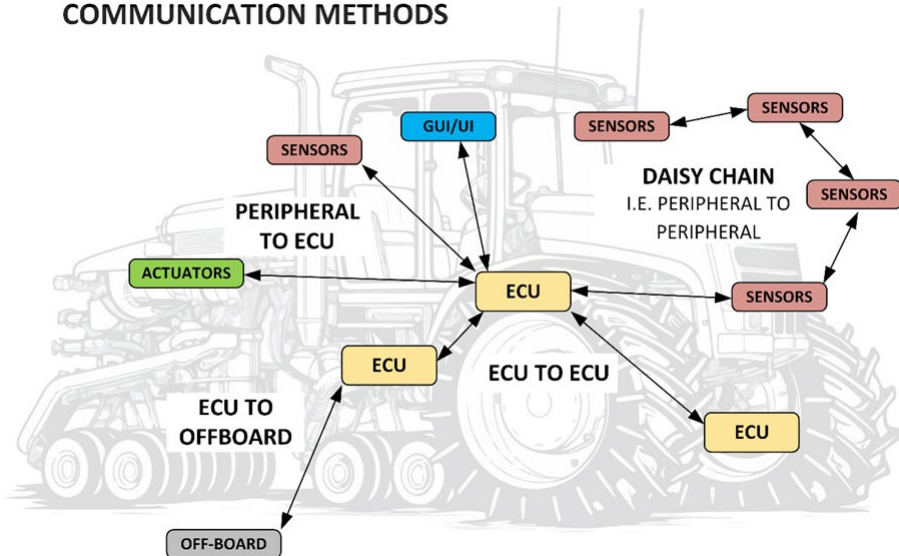 COMMUNICATION METHODS
SENSORS
GUI/UI
SENSORS
SENSORS
DAISY CHAIN
I.E. PERIPHERAL TO
PERIPHERAL
SENSORS
PERIPHERAL
TO ECU
ACTUATORS
ECU
SENSORS
ECU
ECU TO ECU
ECU TO
OFFBOARD
ECU
OFF-BOARD